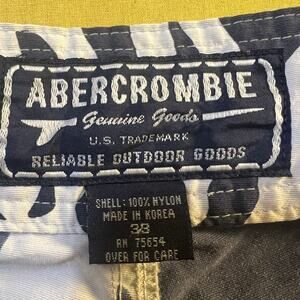 ABERCROMBIE
Genuine Goods
U.S. TRADEMARK
RELIABLE OUTDOOR GOODS
SHELL: 100% NYLON
MADE IN KOREA
38
RN 75654
OVER FOR CARE